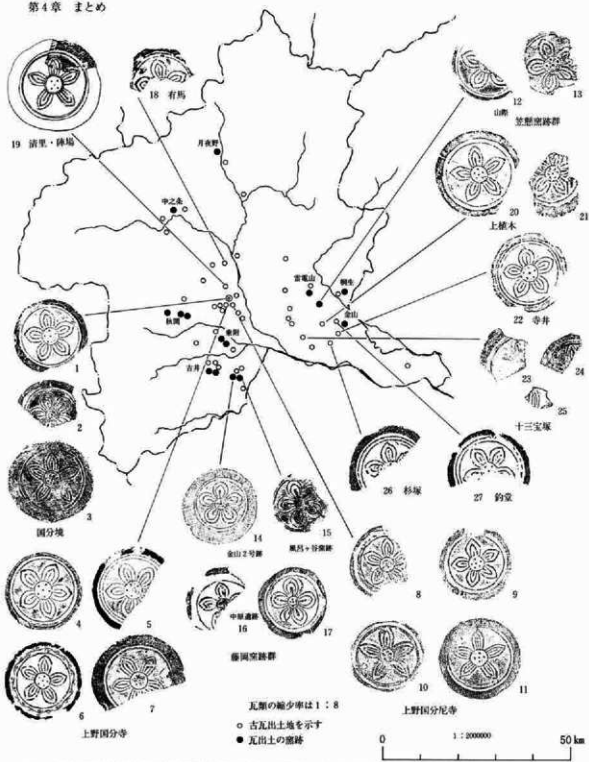 第4章 まとめ
18 有馬
12
13
山際
笠懸窯跡群
19 清里・陣場
月夜野
中之条
20
21
上植木
雷電山
桐生
金山
22 寺井
秋間
乗附
吉井
1
2
23
24
25
十三宝塚
3
国分境
26 杉塚
27 釣堂
14
金山2号跡
15
風呂ヶ谷窯跡
4
5
8
9
16
中原遺跡
17
藤岡窯跡群
6
7
上野国分寺
10
11
上野国分尼寺
瓦類の縮少率は1:8
○ 古瓦出土地を示す
● 瓦出土の窯跡
1:2000000
0
50km